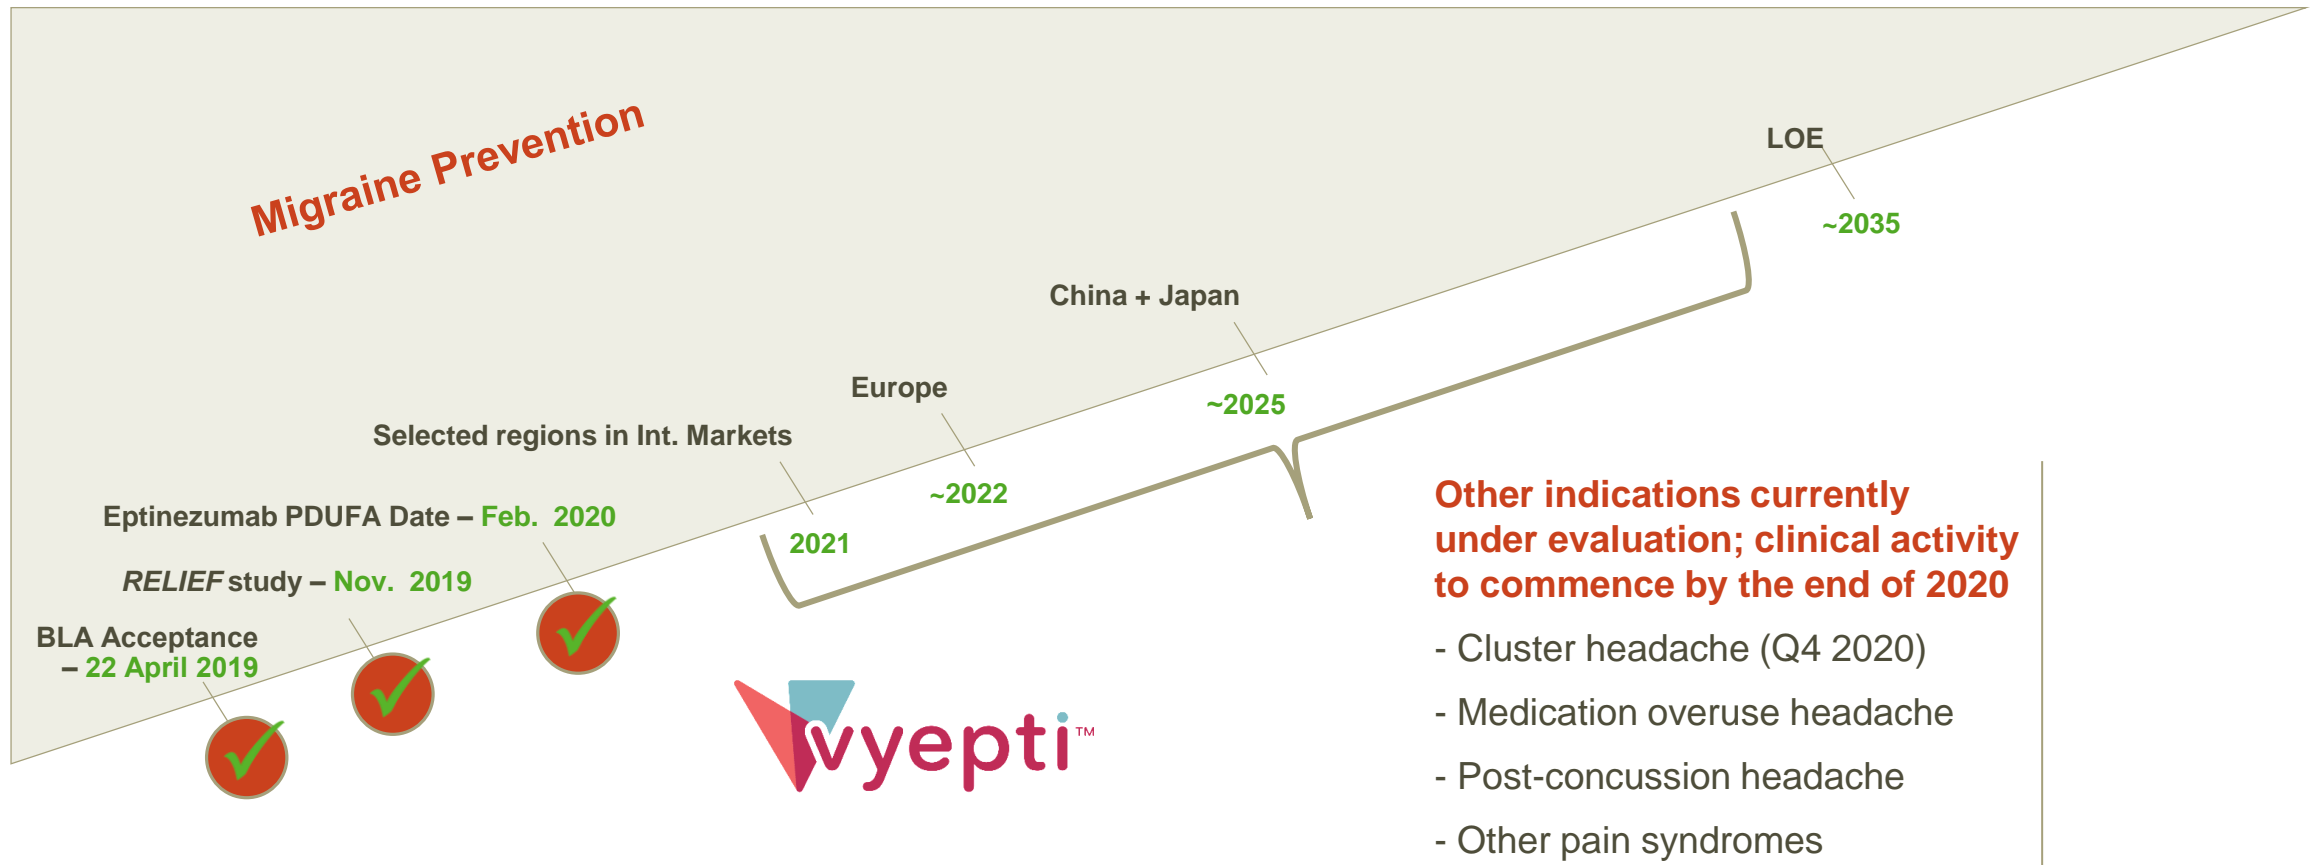 Migraine Prevention
LOE
~2035
China + Japan
~2025
Europe
~2022
Selected regions in Int. Markets
2021
Eptinezumab PDUFA Date – Feb. 2020
RELIEF study – Nov. 2019
BLA Acceptance
– 22 April 2019
vyepti™
Other indications currently
under evaluation; clinical activity
to commence by the end of 2020
- Cluster headache (Q4 2020)
- Medication overuse headache
- Post-concussion headache
- Other pain syndromes